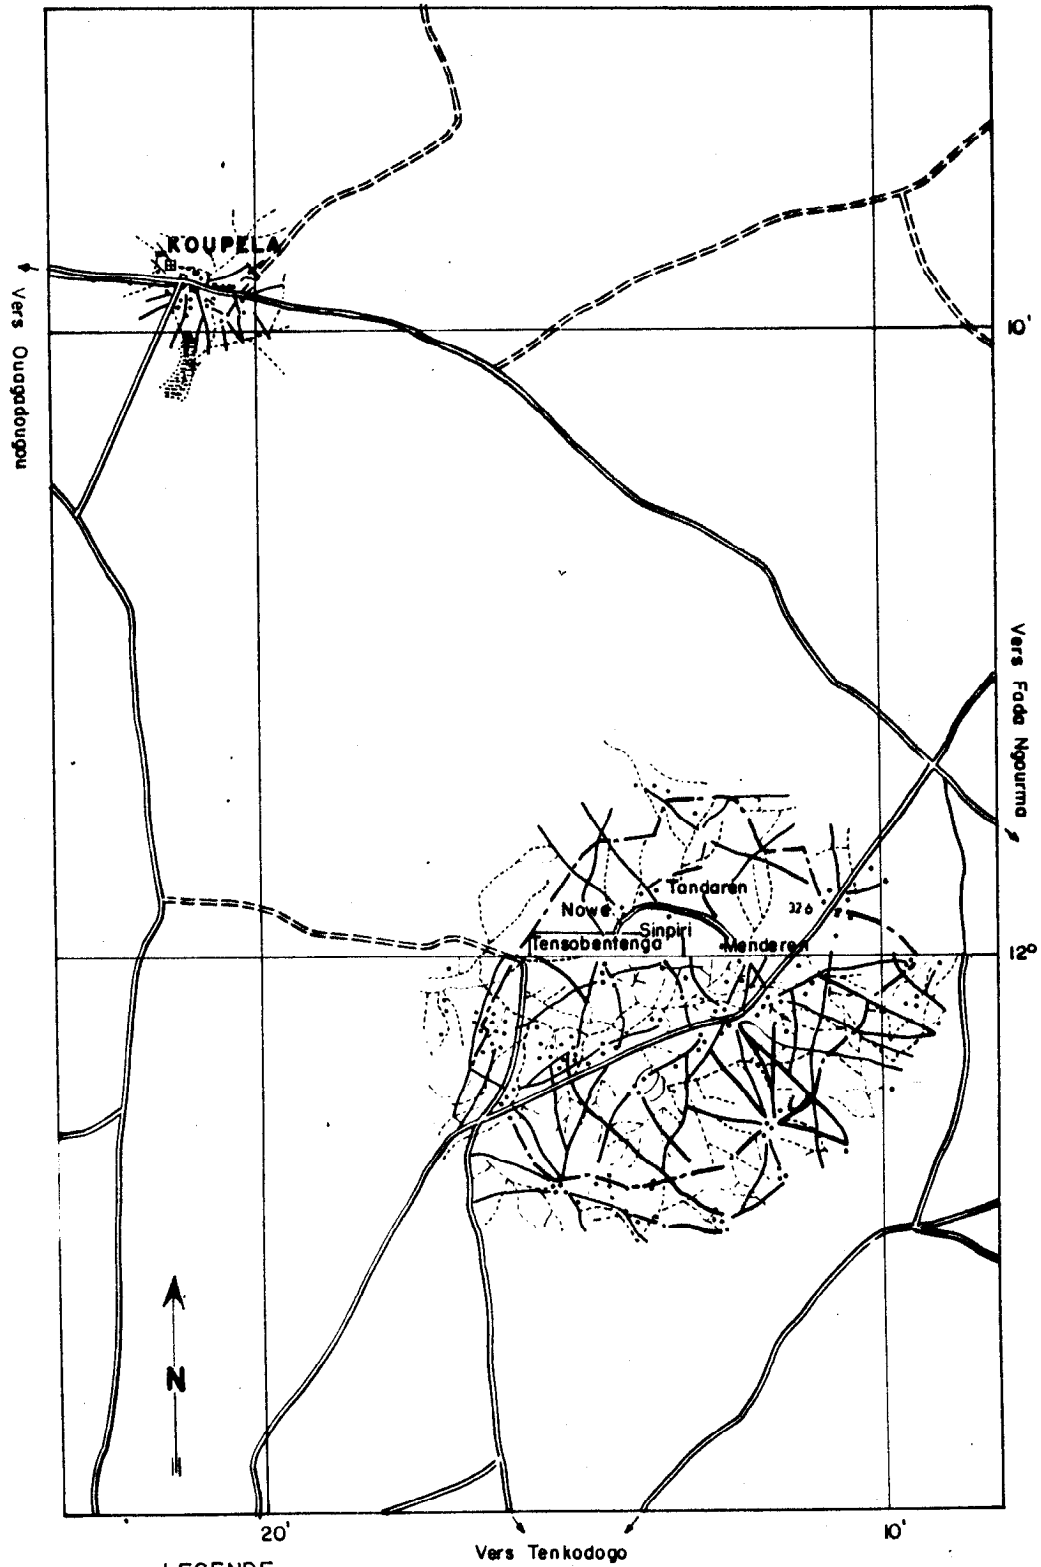 KOUPELA
Vers Ouagadougou
10'
Vers Fada Ngourma
Tandaren
Nowe
326
Sinpiri
Tensobentenga
Menderen
12°
N
20'
10'
Vers Tenkodogo
LEGENDE